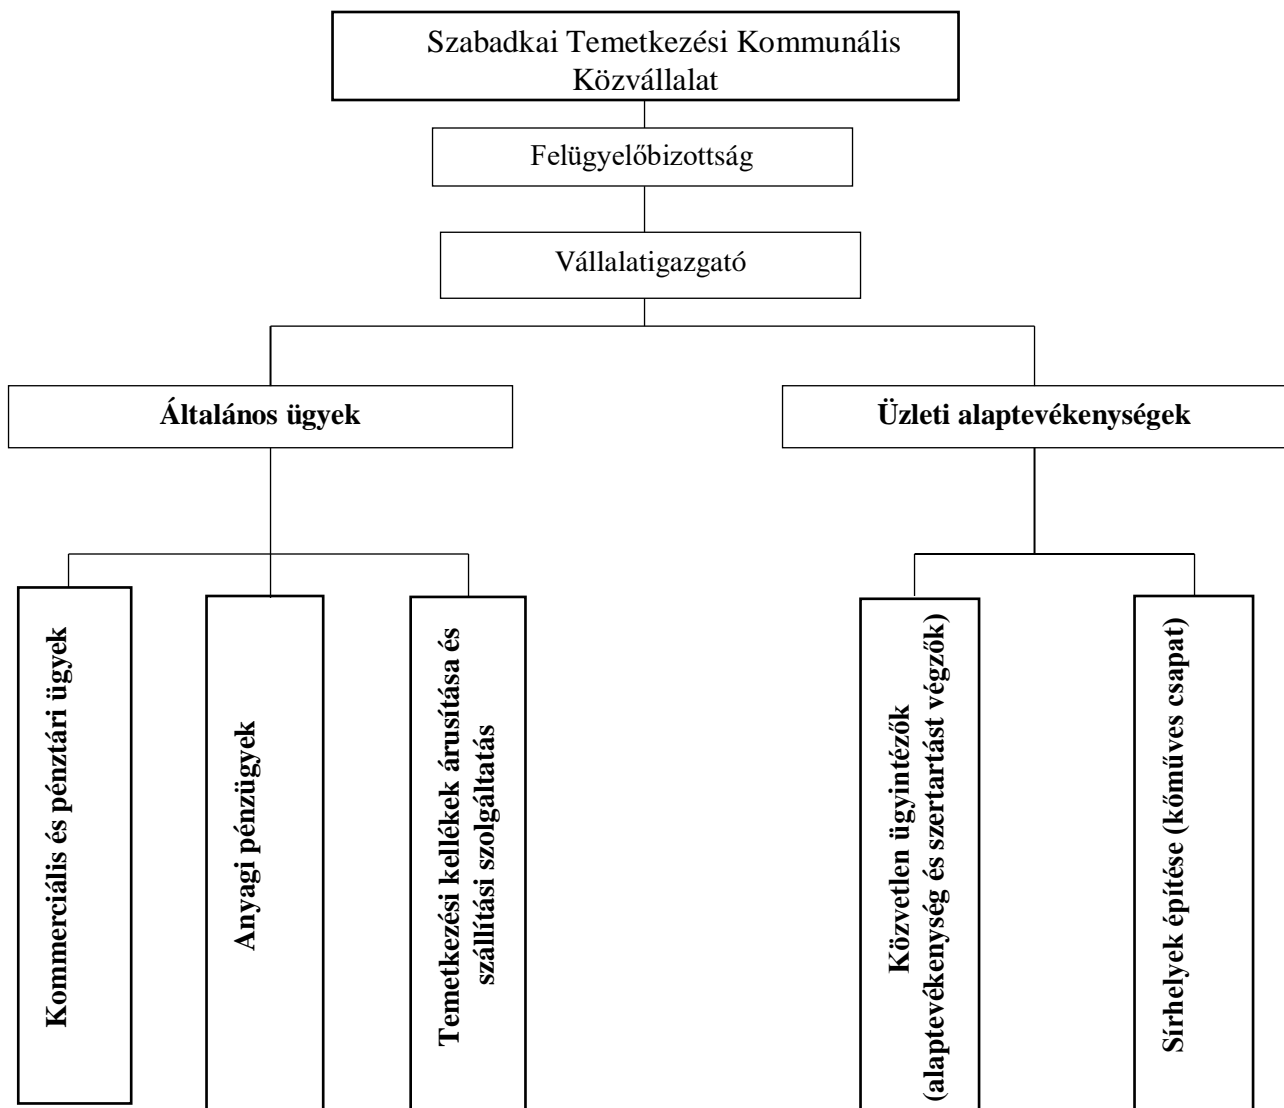 Szabadkai Temetkezési Kommunális
Közvállalat
Felügyelőbizottság
Vállalatigazgató
Általános ügyek
Üzleti alaptevékenységek
Kommerciális és pénztári ügyek
Anyagi pénzügyek
Temetkezési kellékek árusítása és
szállítási szolgáltatás
Közvetlen ügyintézők
(alaptevékenység és szertartást végzők)
Sírhelyek építése (kőműves csapat)